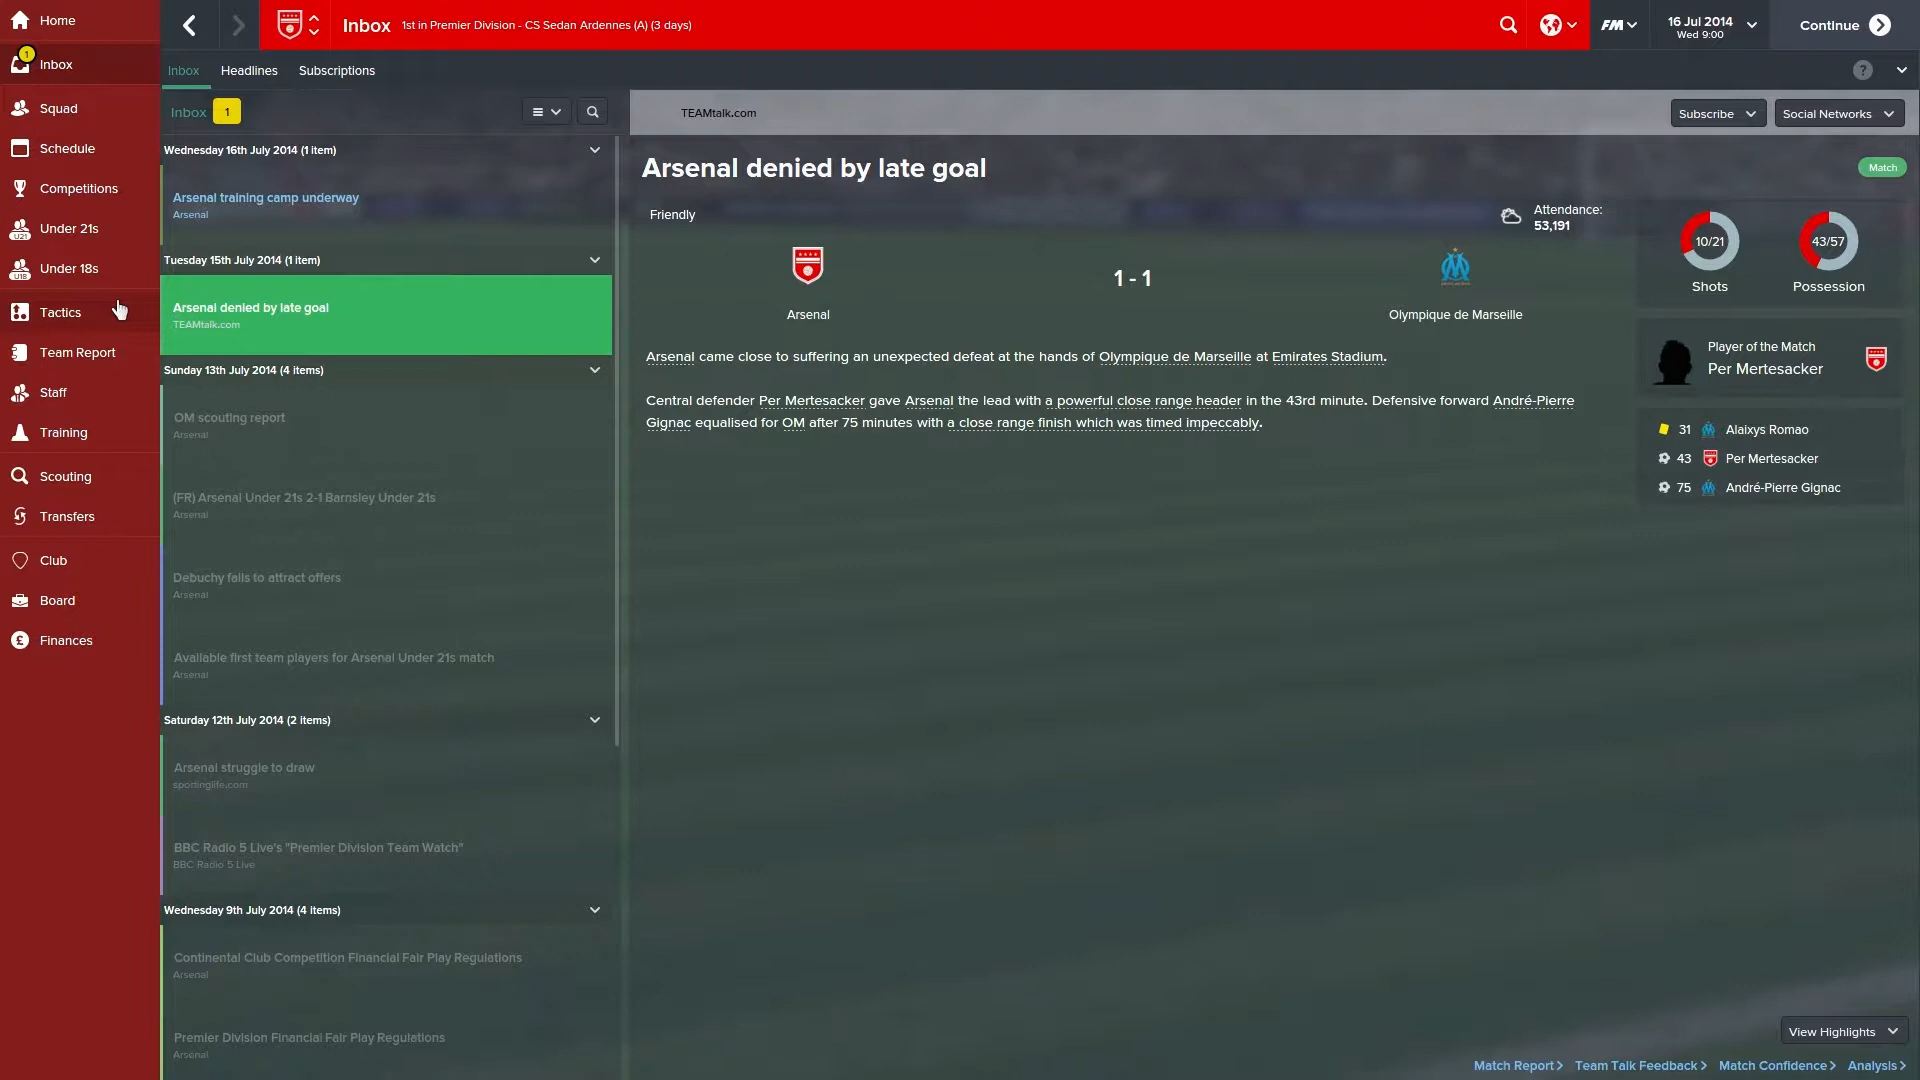 Home
1
Inbox
Squad
Schedule
Competitions
U21
Under 21s
U18
Under 18s
Tactics
Team Report
Staff
Training
Scouting
Transfers
Club
Board
£
Finances
Inbox
1st in Premier Division - CS Sedan Ardennes (A) (3 days)
FM
16 Jul 2014
Wed 9:00
Continue
Inbox Headlines Subscriptions
?
Inbox 1
Wednesday 16th July 2014 (1 item)
Arsenal training camp underway
Arsenal
Tuesday 15th July 2014 (1 item)
Arsenal denied by late goal
TEAMtalk.com
Sunday 13th July 2014 (4 items)
OM scouting report
Arsenal
(FR) Arsenal Under 21s 2-1 Barnsley Under 21s
Arsenal
Debuchy fails to attract offers
Arsenal
Available first team players for Arsenal Under 21s match
Arsenal
Saturday 12th July 2014 (2 items)
Arsenal struggle to draw
sportinglife.com
BBC Radio 5 Live's "Premier Division Team Watch"
BBC Radio 5 Live
Wednesday 9th July 2014 (4 items)
Continental Club Competition Financial Fair Play Regulations
Arsenal
Premier Division Financial Fair Play Regulations
Arsenal
TEAMtalk.com
Subscribe
Social Networks
Arsenal denied by late goal
Match
Friendly
Attendance:
53,191
1 - 1
Arsenal
Olympique de Marseille
Arsenal came close to suffering an unexpected defeat at the hands of Olympique de Marseille at Emirates Stadium.
Central defender Per Mertesacker gave Arsenal the lead with a powerful close range header in the 43rd minute. Defensive forward André-Pierre
Gignac equalised for OM after 75 minutes with a close range finish which was timed impeccably.
10/21
Shots
43/57
Possession
Player of the Match
Per Mertesacker
31 Alaixys Romao
43 Per Mertesacker
75 André-Pierre Gignac
View Highlights
Match Report Team Talk Feedback Match Confidence Analysis